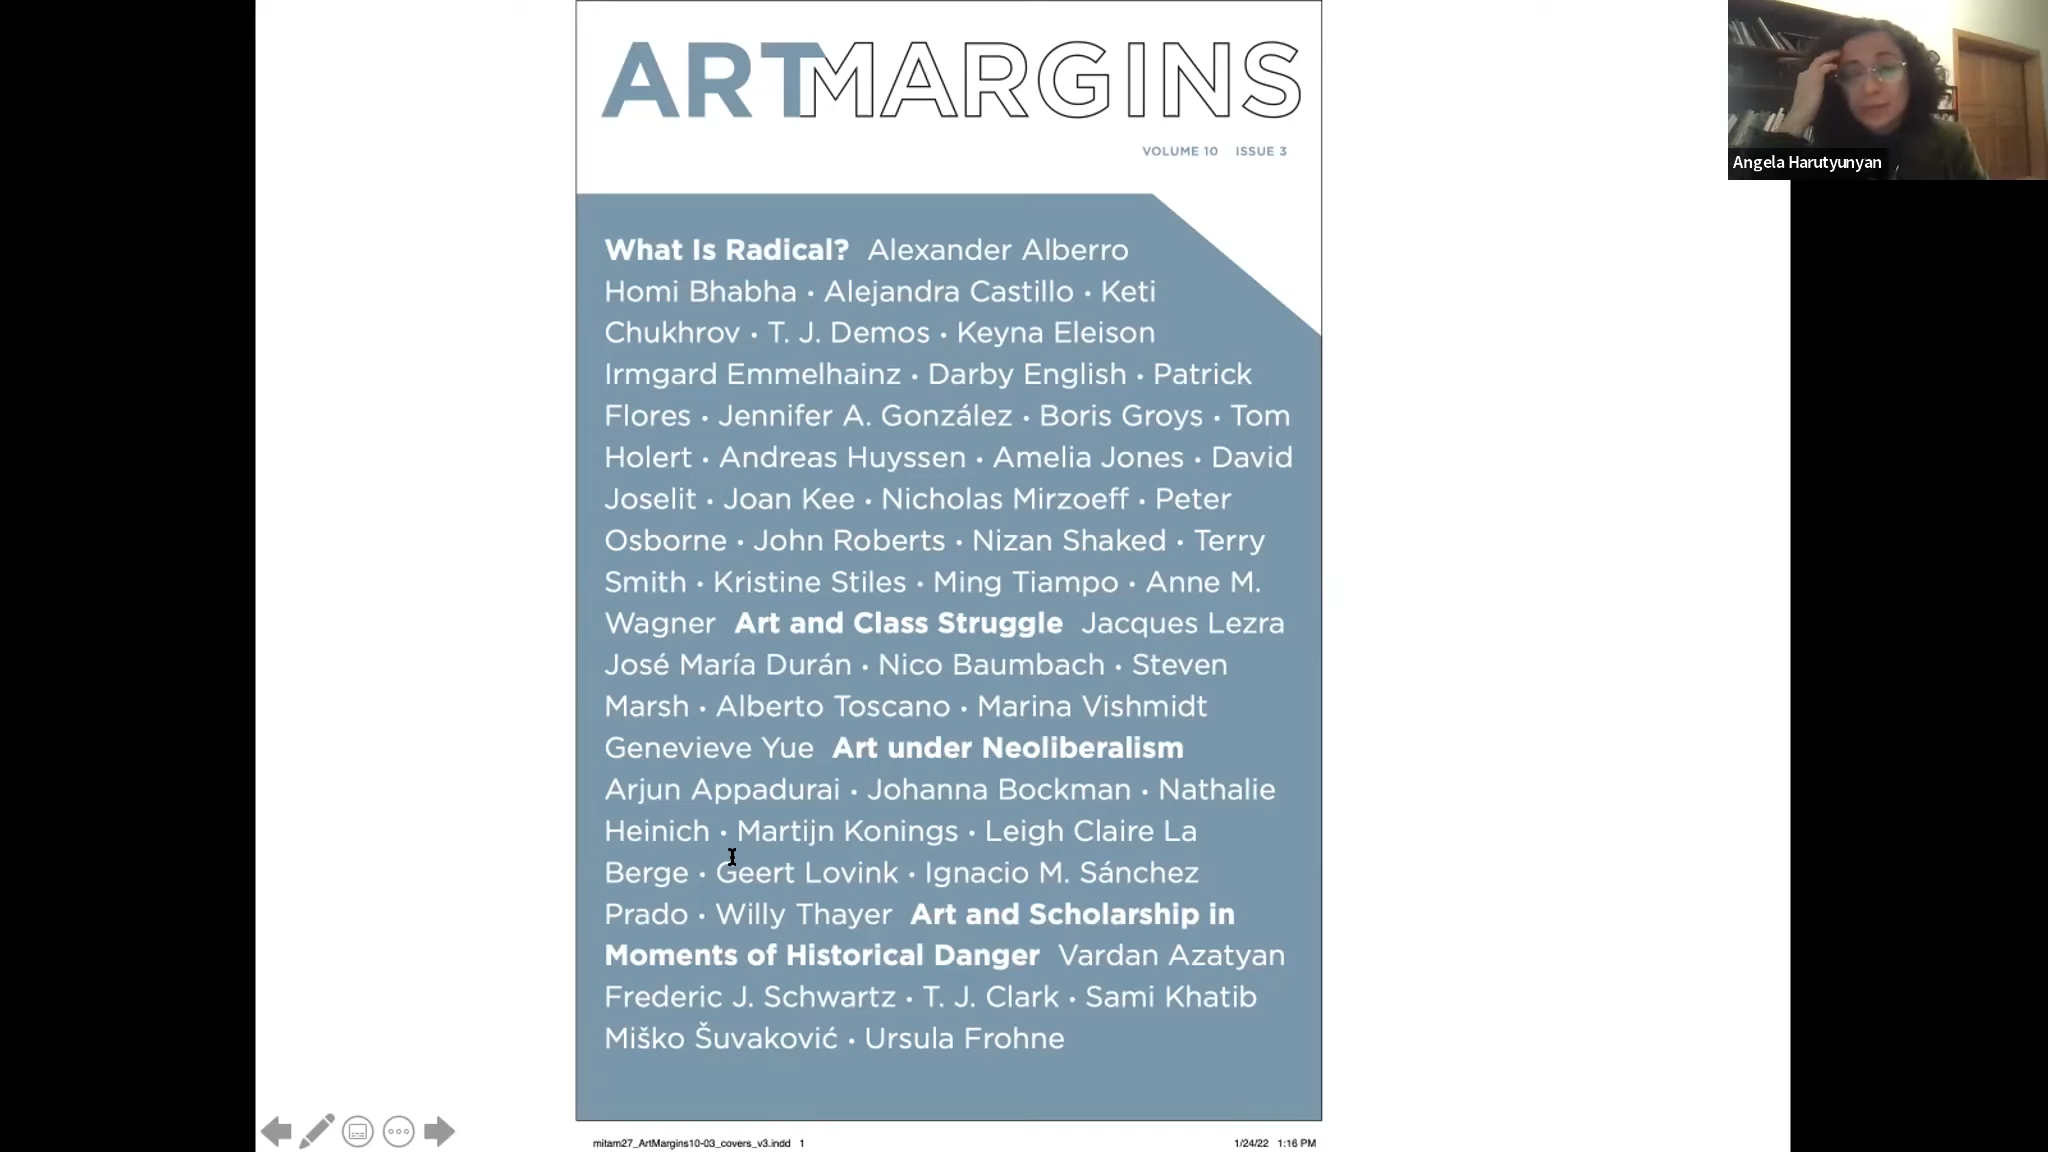 ARTMARGINS
VOLUME 10 ISSUE 3
What Is Radical? Alexander Alberro
Homi Bhabha • Alejandra Castillo • Keti
Chukhrov • T. J. Demos • Keyna Eleison
Irmgard Emmelhainz • Darby English • Patrick
Flores • Jennifer A. González • Boris Groys • Tom
Holert • Andreas Huyssen • Amelia Jones • David
Joselit • Joan Kee • Nicholas Mirzoeff • Peter
Osborne • John Roberts • Nizan Shaked • Terry
Smith • Kristine Stiles • Ming Tiampo • Anne M.
Wagner Art and Class Struggle Jacques Lezra
José María Durán • Nico Baumbach • Steven
Marsh • Alberto Toscano • Marina Vishmidt
Genevieve Yue Art under Neoliberalism
Arjun Appadurai • Johanna Bockman • Nathalie
Heinich • Martijn Konings • Leigh Claire La
Berge • Geert Lovink • Ignacio M. Sánchez
Prado • Willy Thayer Art and Scholarship in
Moments of Historical Danger Vardan Azatyan
Frederic J. Schwartz • T. J. Clark • Sami Khatib
Miško Šuvaković • Ursula Frohne
mitam27_ArtMargins10-03_covers_v3.indd 1
1/24/22 1:16 PM
Angela Harutyunyan